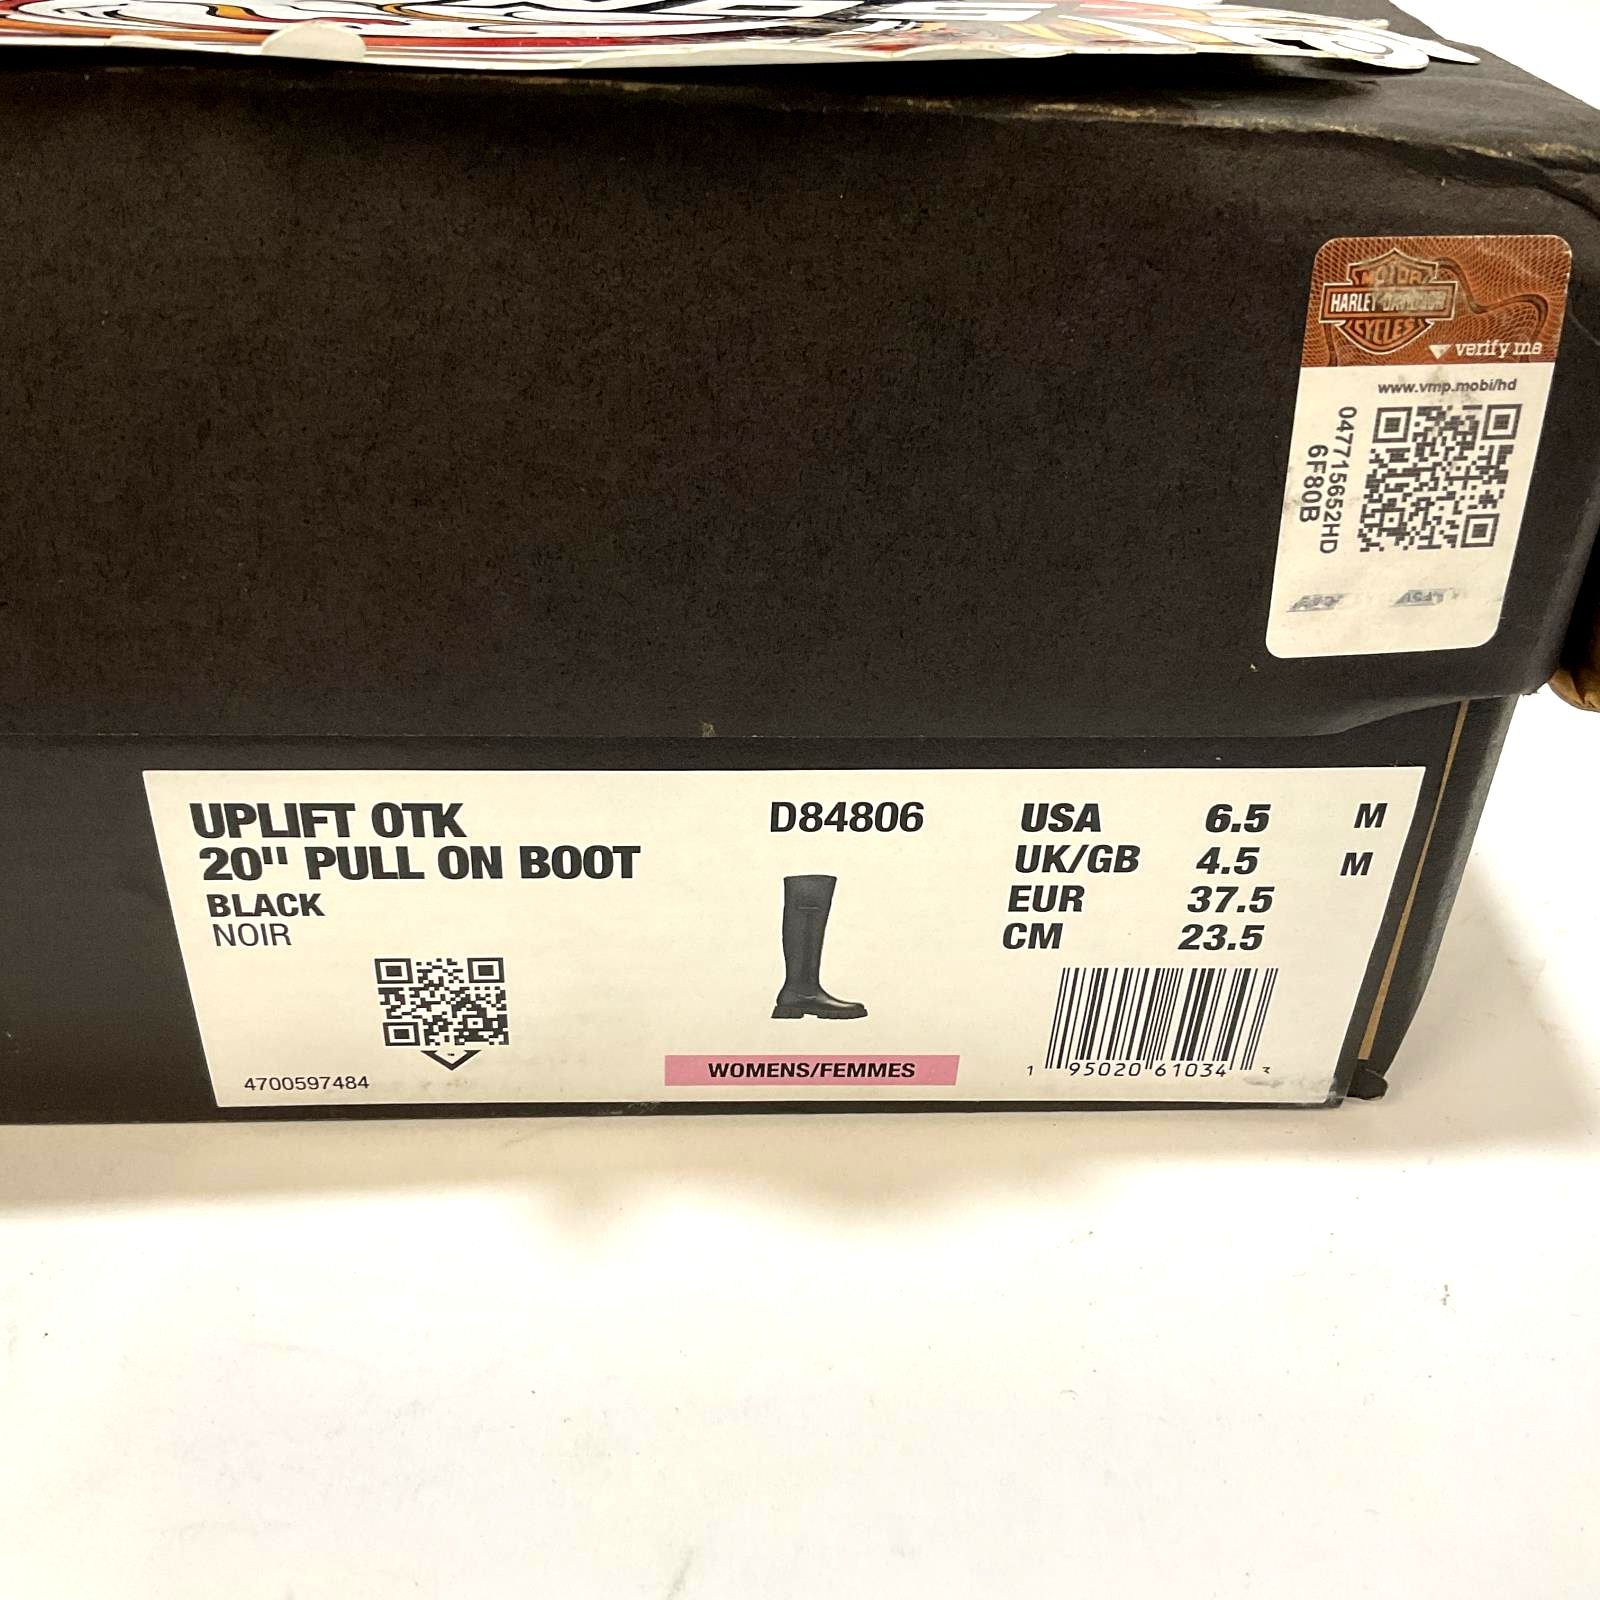 MOTOR
HARLEY-DAVIDSON
CYCLES
verify me
www.vmp.mobi/hd
047715652HD
6F80B
UPLIFT OTK
20" PULL ON BOOT
BLACK
NOIR
4700597484
D84806
WOMENS/FEMMES
USA 6.5 M
UK/GB 4.5 M
EUR 37.5
CM 23.5
1 95020 61034 3